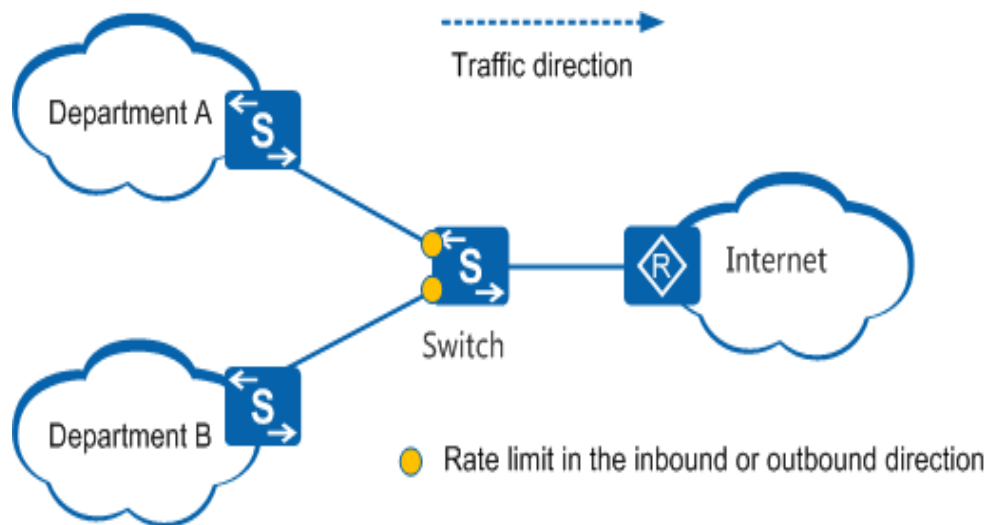 Traffic direction
Department A
S
S
R
Internet
Switch
Department B
S
Rate limit in the inbound or outbound direction